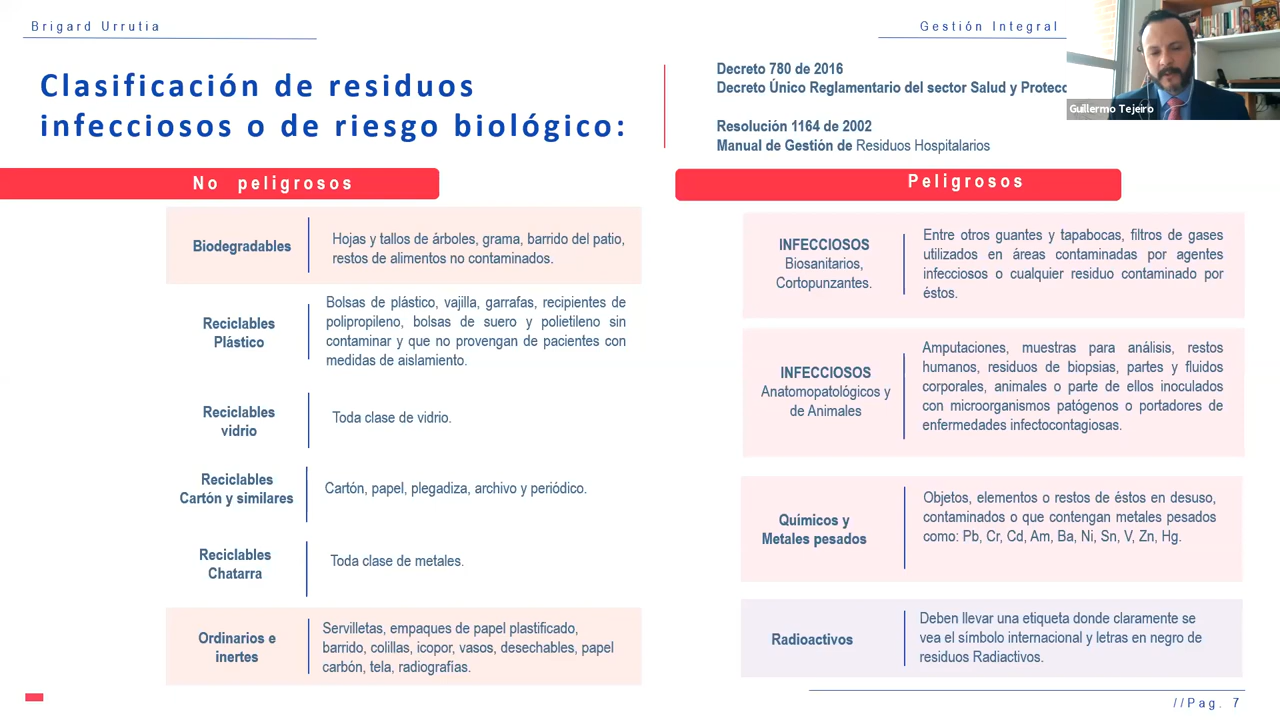 Brigard Urrutia
Gestión Integral
Clasificación de residuos
infecciosos o de riesgo biológico:
Decreto 780 de 2016
Decreto Único Reglamentario del sector Salud y Protecc
Resolución 1164 de 2002
Manual de Gestión de Residuos Hospitalarios
Guillermo Tejeiro
No peligrosos
Biodegradables
Hojas y tallos de árboles, grama, barrido del patio,
restos de alimentos no contaminados.
Reciclables
Plástico
Bolsas de plástico, vajilla, garrafas, recipientes de
polipropileno, bolsas de suero y polietileno sin
contaminar y que no provengan de pacientes con
medidas de aislamiento.
Reciclables
vidrio
Toda clase de vidrio.
Reciclables
Cartón y similares
Cartón, papel, plegadiza, archivo y periódico.
Reciclables
Chatarra
Toda clase de metales.
Ordinarios e
inertes
Servilletas, empaques de papel plastificado,
barrido, colillas, icopor, vasos, desechables, papel
carbón, tela, radiografías.
Peligrosos
INFECCIOSOS
Biosanitarios,
Cortopunzantes.
Entre otros guantes y tapabocas, filtros de gases
utilizados en áreas contaminadas por agentes
infecciosos o cualquier residuo contaminado por
éstos.
INFECCIOSOS
Anatomopatológicos y
de Animales
Amputaciones, muestras para análisis, restos
humanos, residuos de biopsias, partes y fluidos
corporales, animales o parte de ellos inoculados
con microorganismos patógenos o portadores de
enfermedades infectocontagiosas.
Químicos y
Metales pesados
Objetos, elementos o restos de éstos en desuso,
contaminados o que contengan metales pesados
como: Pb, Cr, Cd, Am, Ba, Ni, Sn, V, Zn, Hg.
Radioactivos
Deben llevar una etiqueta donde claramente se
vea el símbolo internacional y letras en negro de
residuos Radiactivos.
//Pag. 7